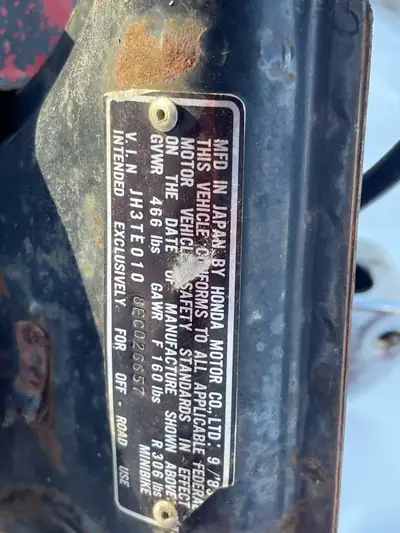 MFD IN JAPAN BY HONDA MOTOR CO.,LTD. 9/8
THIS VEHICLE CONFORMS TO ALL APPLICABLE FEDERA
MOTOR VEHICLE SAFETY STANDARDS IN EFFECT
ON THE DATE OF MANUFACTURE SHOWN ABOVE
GVWR 466 lbs GAWR F 160 lbs R 306 lbs
V.I.N JH3TE010 8EC026657 MINIBIKE
INTENDED EXCLUSIVELY FOR OFF-ROAD USE